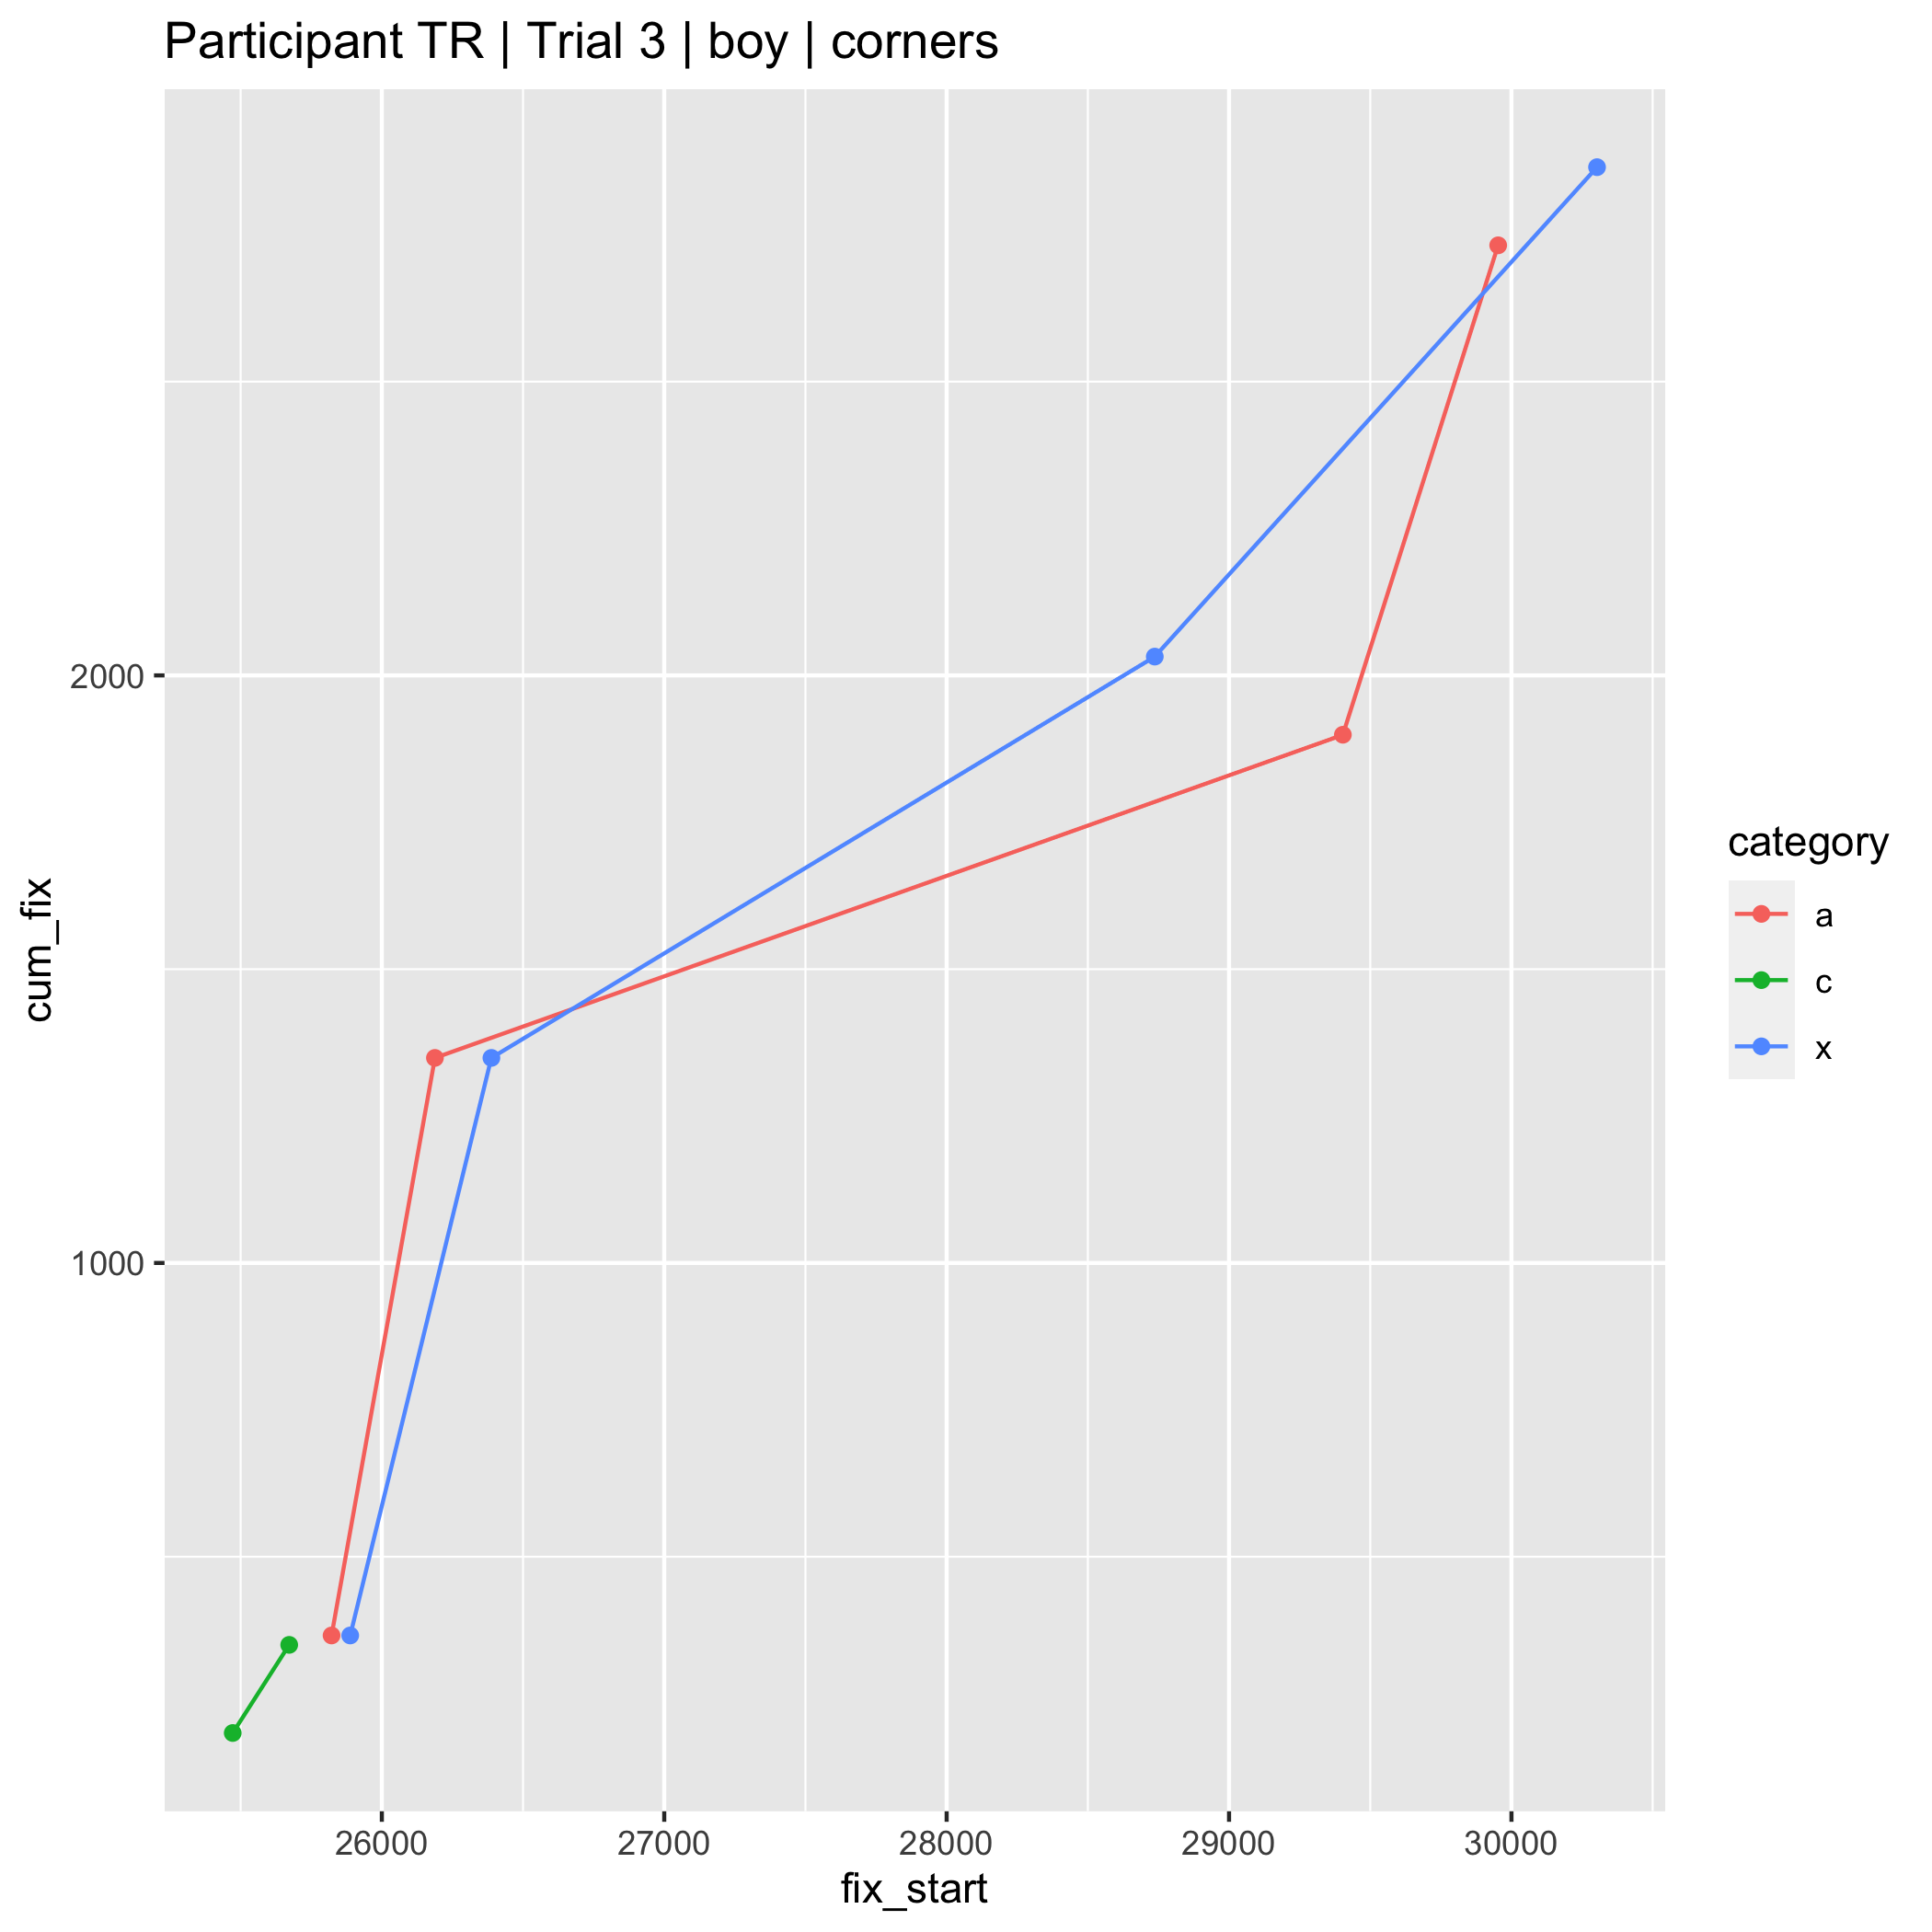 Participant TR | Trial 3 | boy | corners
cum_fix
2000
1000
26000 27000 28000 29000 30000
fix_start
category
a
c
x